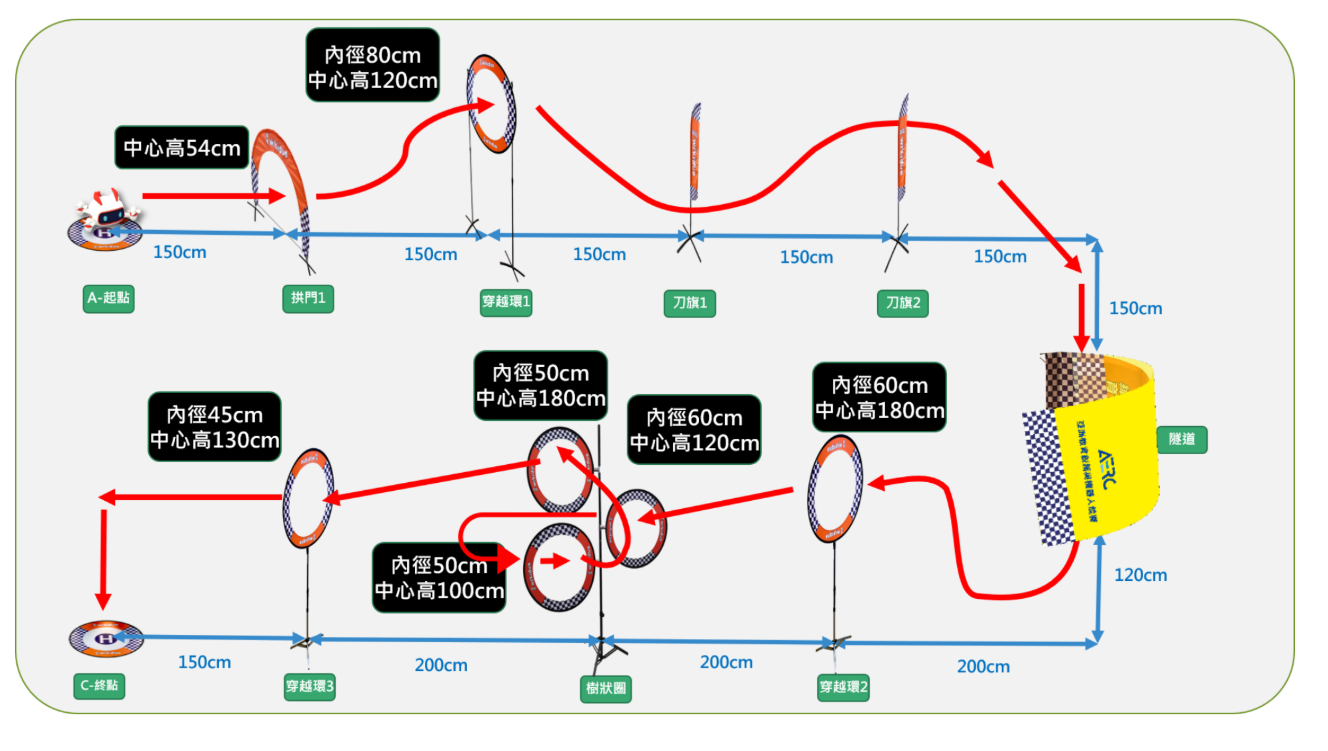 內徑80cm
中心高120cm
中心高54cm
H
150cm
150cm
150cm
150cm
150cm
A-起點
拱門1
穿越環1
刀旗1
刀旗2
150cm
內徑50cm
中心高180cm
內徑60cm
中心高180cm
內徑45cm
中心高130cm
內徑60cm
中心高120cm
隧道
AERC
內徑50cm
中心高100cm
120cm
H
150cm
200cm
200cm
200cm
C-終點
穿越環3
樹狀圈
穿越環2